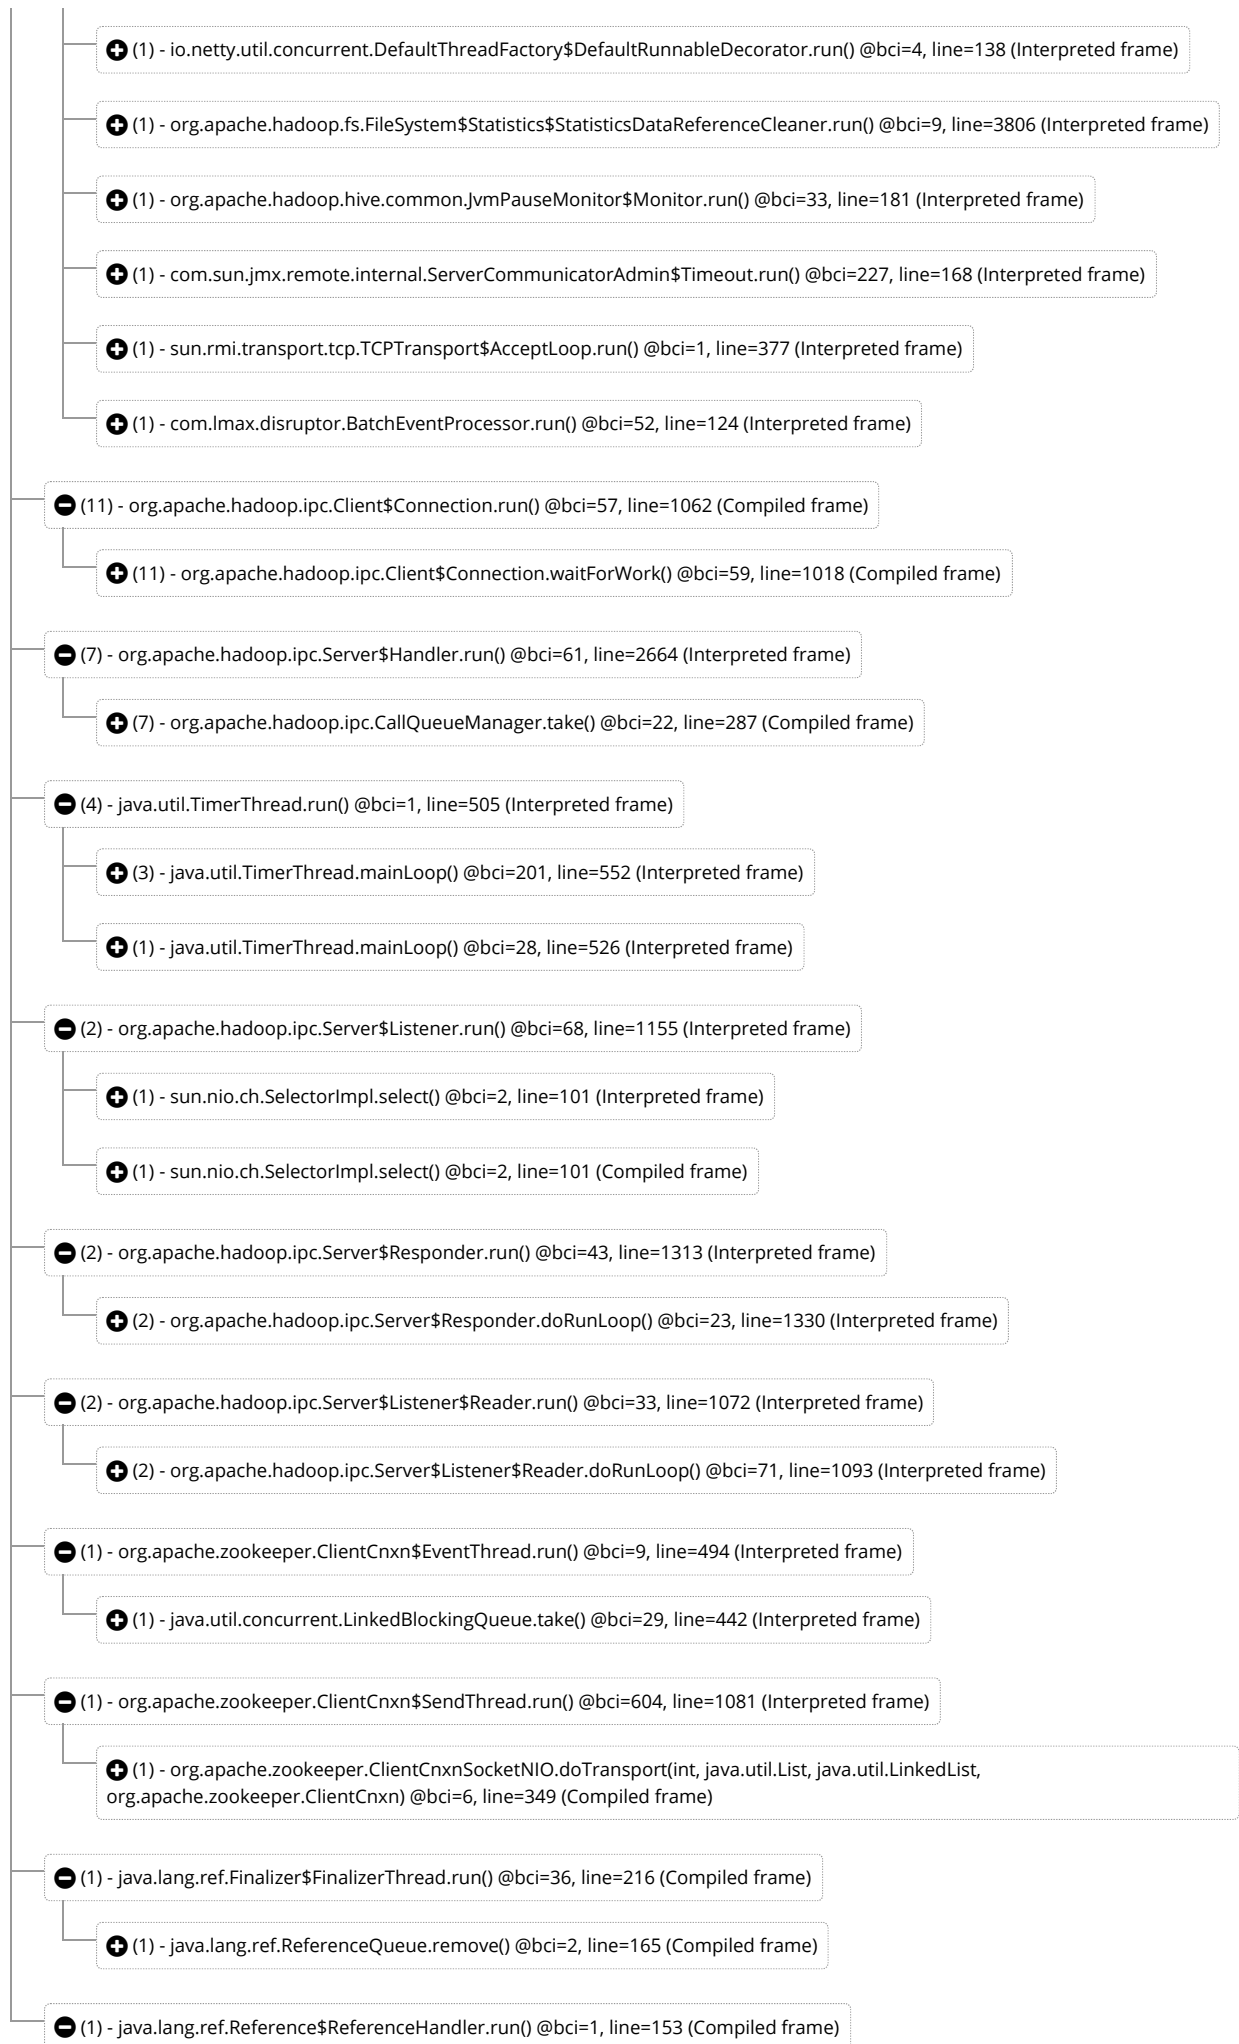 (1) - io.netty.util.concurrent.DefaultThreadFactory$DefaultRunnableDecorator.run() @bci=4, line=138 (Interpreted frame)
(1) - org.apache.hadoop.fs.FileSystem$Statistics$StatisticsDataReferenceCleaner.run() @bci=9, line=3806 (Interpreted frame)
(1) - org.apache.hadoop.hive.common.JvmPauseMonitor$Monitor.run() @bci=33, line=181 (Interpreted frame)
(1) - com.sun.jmx.remote.internal.ServerCommunicatorAdmin$Timeout.run() @bci=227, line=168 (Interpreted frame)
(1) - sun.rmi.transport.tcp.TCPTransport$AcceptLoop.run() @bci=1, line=377 (Interpreted frame)
(1) - com.lmax.disruptor.BatchEventProcessor.run() @bci=52, line=124 (Interpreted frame)
(11) - org.apache.hadoop.ipc.Client$Connection.run() @bci=57, line=1062 (Compiled frame)
(11) - org.apache.hadoop.ipc.Client$Connection.waitForWork() @bci=59, line=1018 (Compiled frame)
(7) - org.apache.hadoop.ipc.Server$Handler.run() @bci=61, line=2664 (Interpreted frame)
(7) - org.apache.hadoop.ipc.CallQueueManager.take() @bci=22, line=287 (Compiled frame)
(4) - java.util.TimerThread.run() @bci=1, line=505 (Interpreted frame)
(3) - java.util.TimerThread.mainLoop() @bci=201, line=552 (Interpreted frame)
(1) - java.util.TimerThread.mainLoop() @bci=28, line=526 (Interpreted frame)
(2) - org.apache.hadoop.ipc.Server$Listener.run() @bci=68, line=1155 (Interpreted frame)
(1) - sun.nio.ch.SelectorImpl.select() @bci=2, line=101 (Interpreted frame)
(1) - sun.nio.ch.SelectorImpl.select() @bci=2, line=101 (Compiled frame)
(2) - org.apache.hadoop.ipc.Server$Responder.run() @bci=43, line=1313 (Interpreted frame)
(2) - org.apache.hadoop.ipc.Server$Responder.doRunLoop() @bci=23, line=1330 (Interpreted frame)
(2) - org.apache.hadoop.ipc.Server$Listener$Reader.run() @bci=33, line=1072 (Interpreted frame)
(2) - org.apache.hadoop.ipc.Server$Listener$Reader.doRunLoop() @bci=71, line=1093 (Interpreted frame)
(1) - org.apache.zookeeper.ClientCnxn$EventThread.run() @bci=9, line=494 (Interpreted frame)
(1) - java.util.concurrent.LinkedBlockingQueue.take() @bci=29, line=442 (Interpreted frame)
(1) - org.apache.zookeeper.ClientCnxn$SendThread.run() @bci=604, line=1081 (Interpreted frame)
(1) - org.apache.zookeeper.ClientCnxnSocketNIO.doTransport(int, java.util.List, java.util.LinkedList,
org.apache.zookeeper.ClientCnxn) @bci=6, line=349 (Compiled frame)
(1) - java.lang.ref.Finalizer$FinalizerThread.run() @bci=36, line=216 (Compiled frame)
(1) - java.lang.ref.ReferenceQueue.remove() @bci=2, line=165 (Compiled frame)
(1) - java.lang.ref.Reference$ReferenceHandler.run() @bci=1, line=153 (Compiled frame)